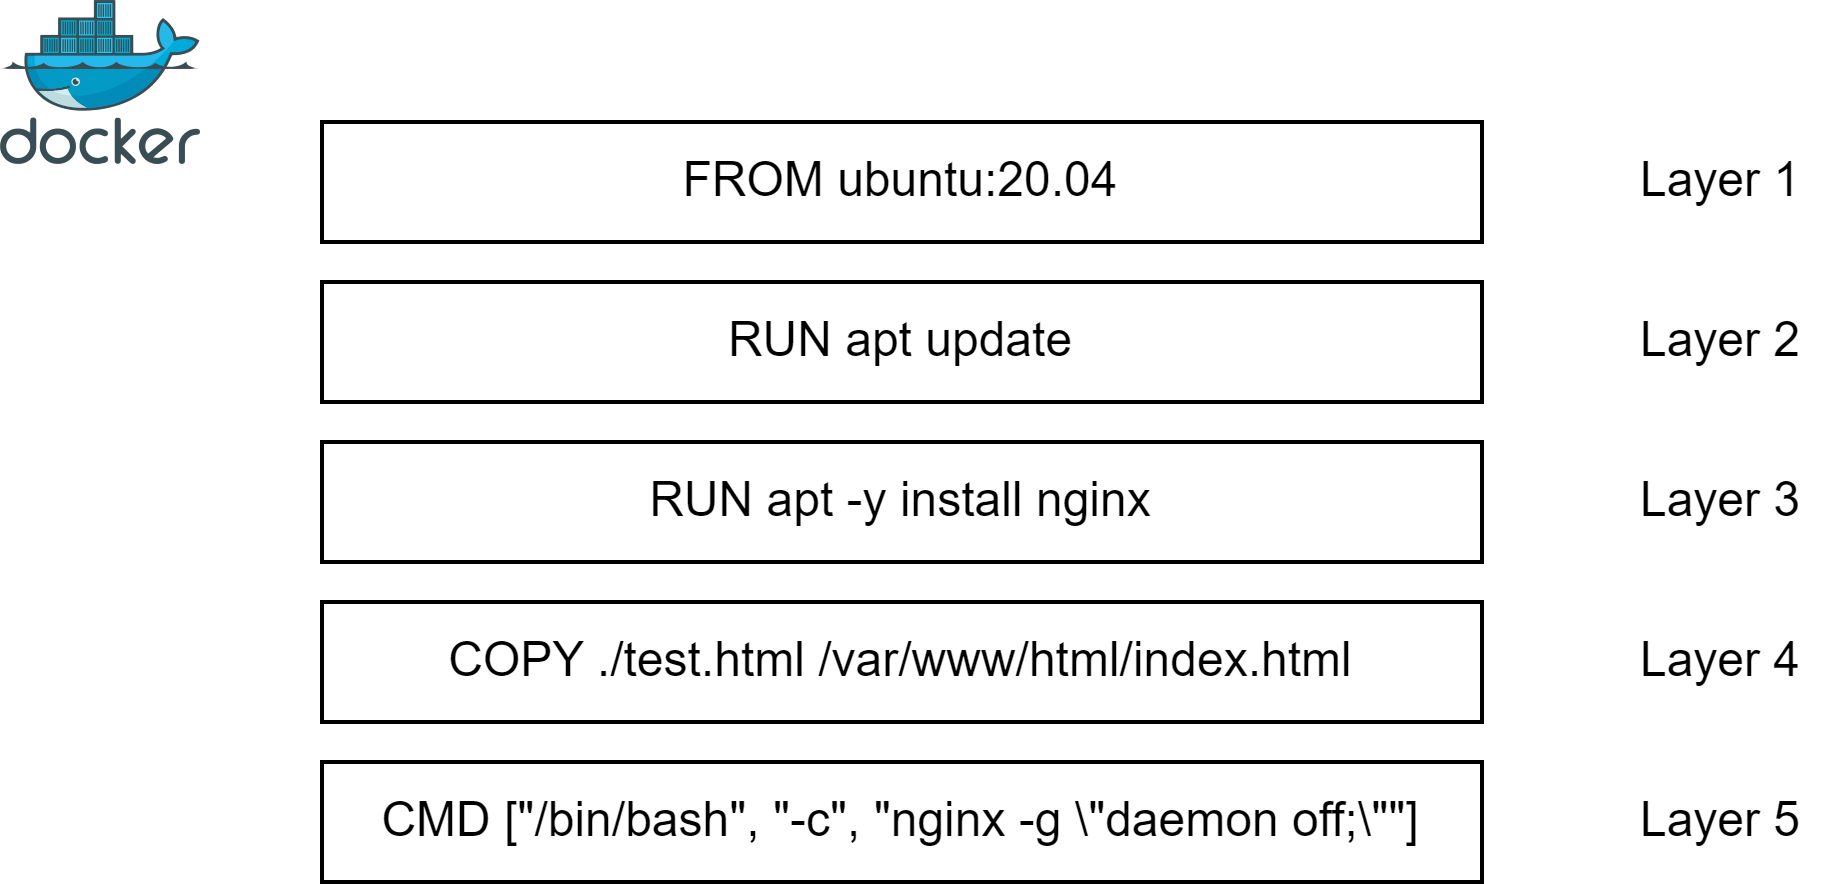 docker
FROM ubuntu:20.04 Layer 1
RUN apt update Layer 2
RUN apt -y install nginx Layer 3
COPY ./test.html /var/www/html/index.html Layer 4
CMD ["/bin/bash", "-c", "nginx -g \"daemon off;\""] Layer 5